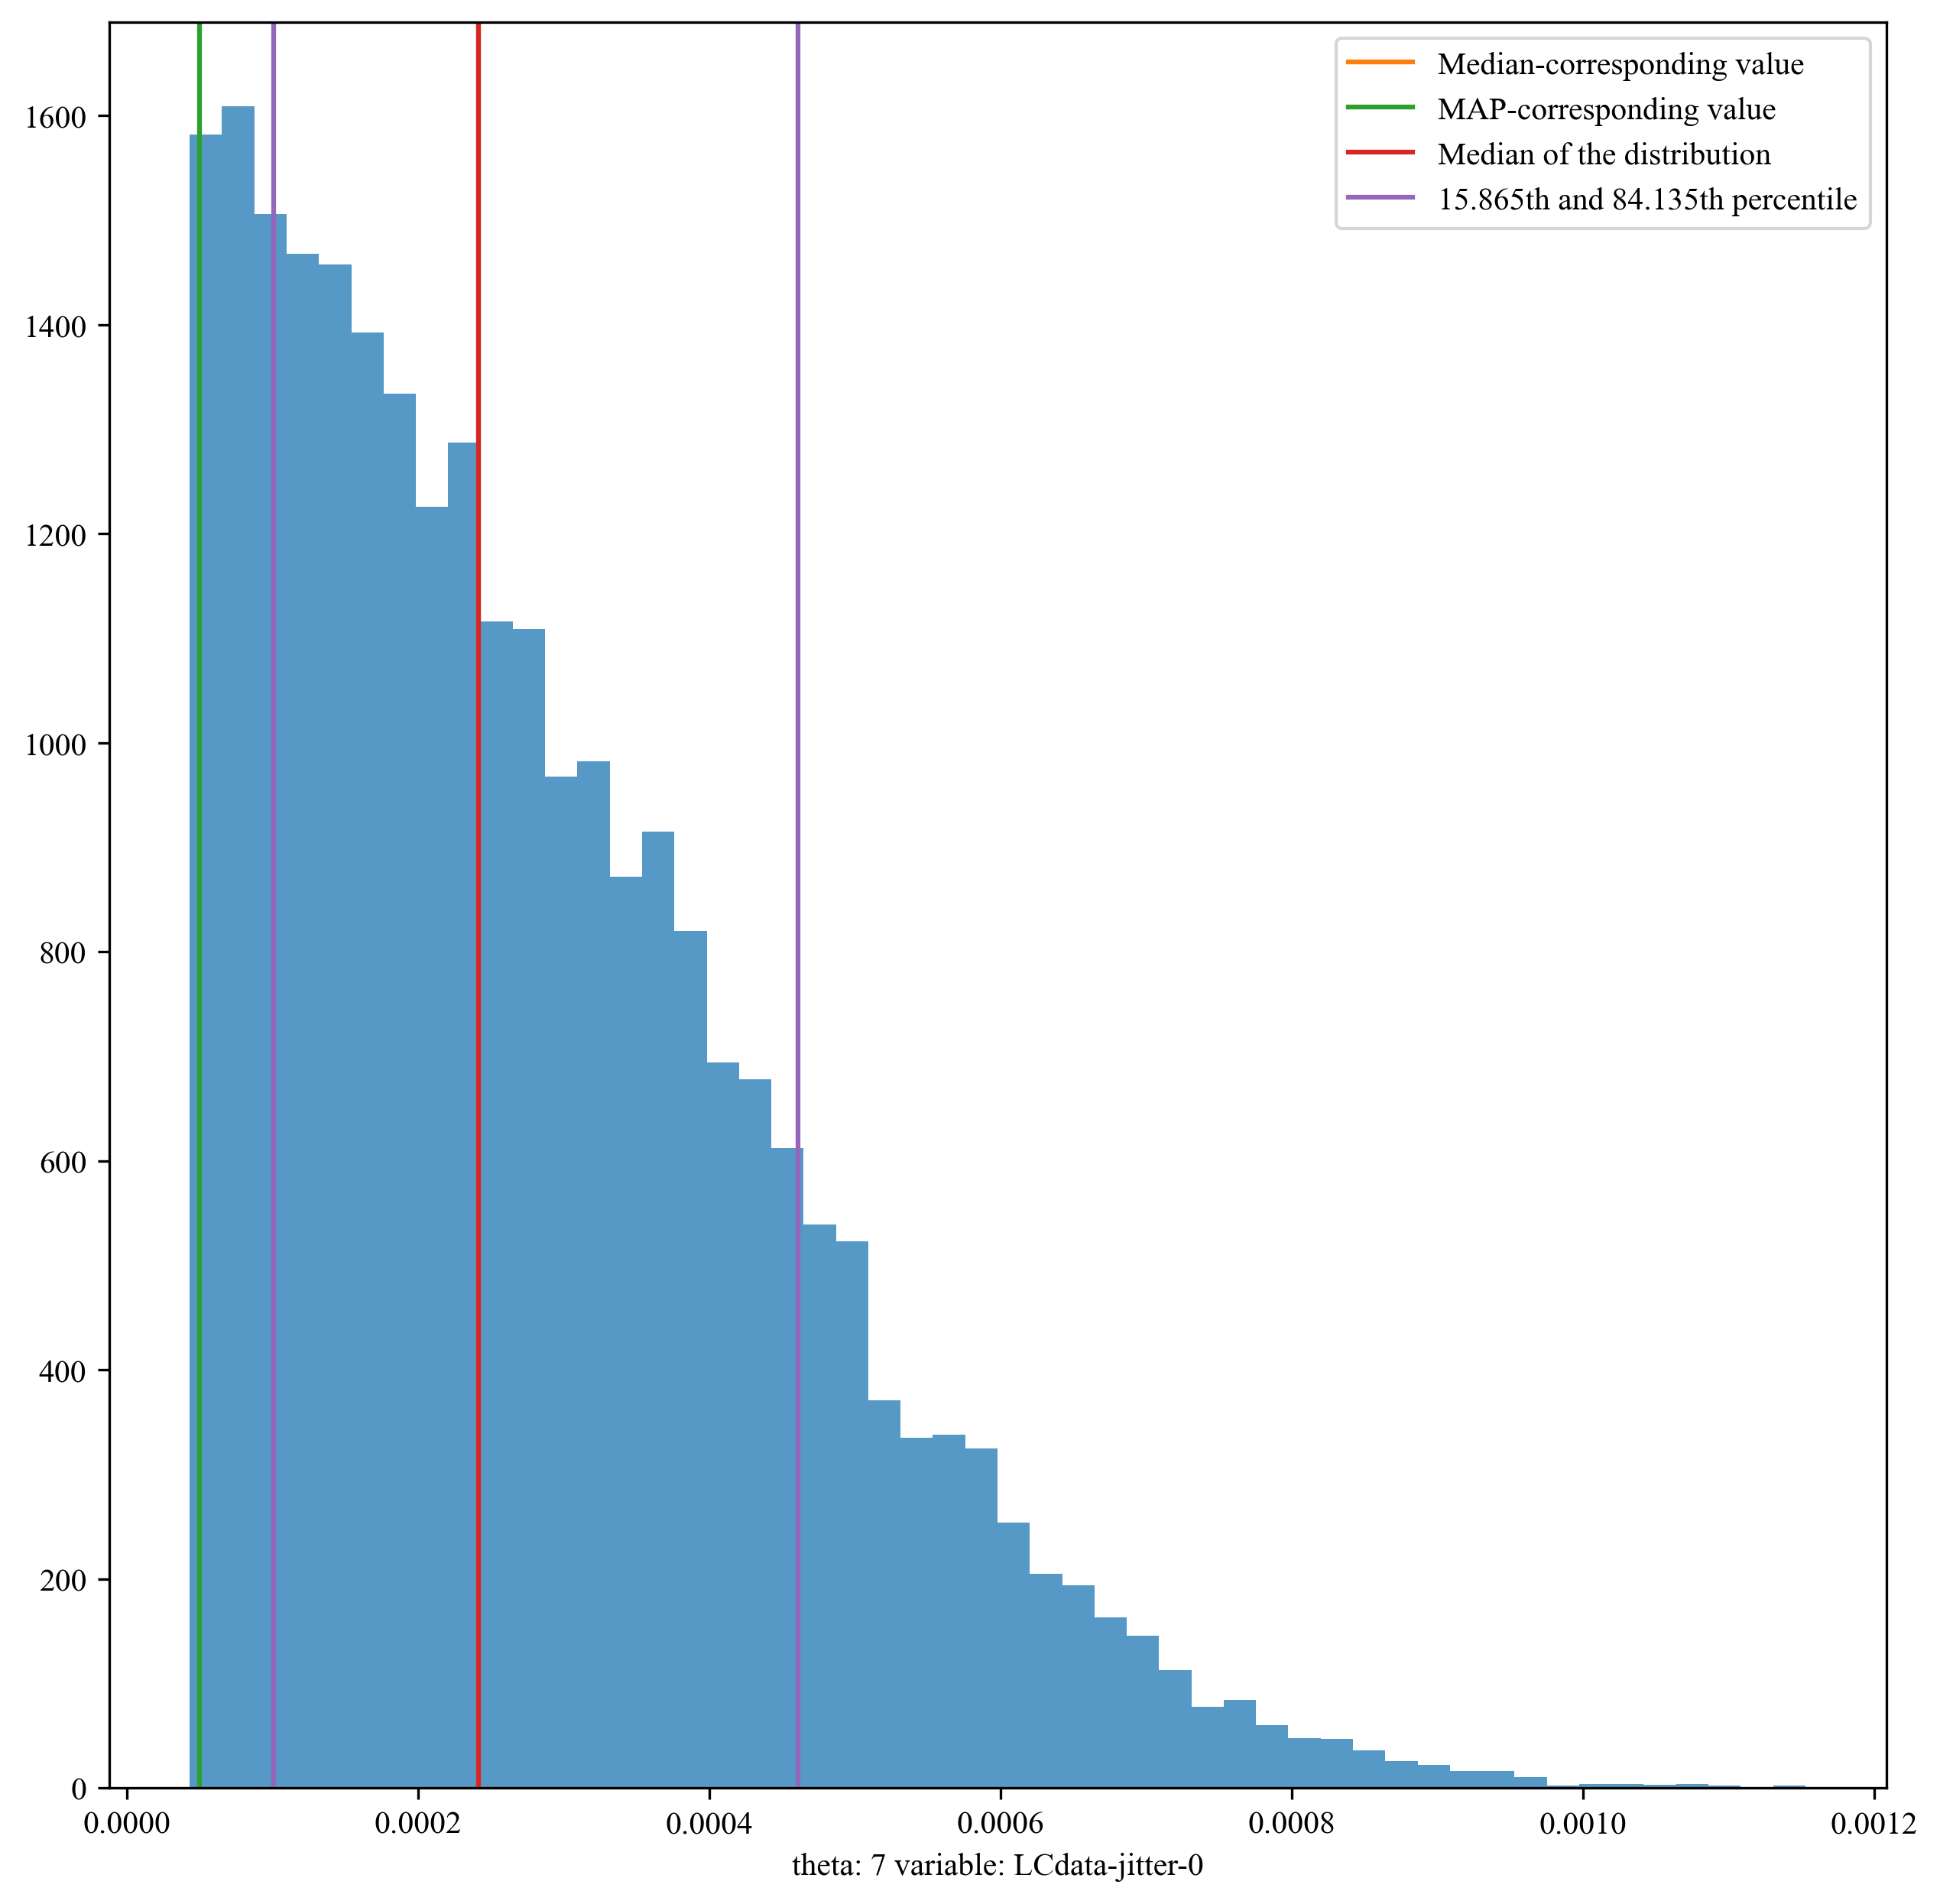 Median-corresponding value
MAP-corresponding value
Median of the distribution
15.865th and 84.135th percentile
1600
1400
1200
1000
800
600
400
200
0
0.0000 0.0002 0.0004 0.0006 0.0008 0.0010 0.0012
theta: 7 variable: LCdata-jitter-0